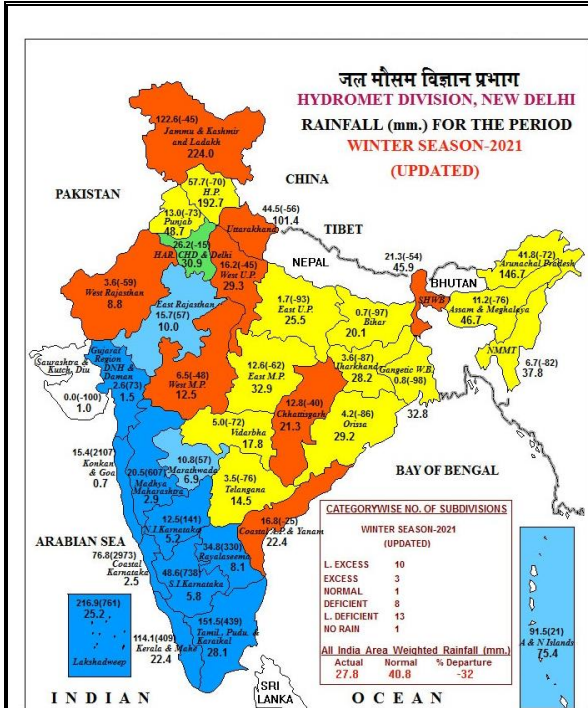 जल मौसम विज्ञान प्रभाग
HYDROMET DIVISION, NEW DELHI
RAINFALL (mm.) FOR THE PERIOD
WINTER SEASON-2021
(UPDATED)
122.6(-45)
Jammu & Kashmir
and Ladakh
224.0
PAKISTAN
CHINA
TIBET
NEPAL
BHUTAN
57.7(-70)
H.P.
192.7
13.0(-73)
Punjab
48.7
44.5(-56)
101.4
Uttarakhand
26.2(-15)
HAR. CHD & Delhi
30.9
16.2(-45)
West U.P.
29.3
3.6(-59)
West Rajasthan
8.8
East Rajasthan
15.7(57)
10.0
1.7(-93)
East U.P.
25.5
0.7(-97)
Bihar
20.1
21.3(-54)
45.9
SHWB
41.8(-72)
Arunachal Pradesh
146.7
11.2(-76)
Assam & Meghalaya
46.7
NMMT
6.7(-82)
37.8
Saurashtra &
Kutch, Diu
0.0(-100)
1.0
Gujarat
Region
DNH &
Daman
2.6(73)
1.5
6.5(-48)
West M.P.
12.5
12.6(-62)
East M.P.
32.9
3.6(-87)
Jharkhand
28.2
Gangetic W.B.
0.8(-98)
32.8
12.8(-40)
Chhattisgarh
21.3
4.2(-86)
Orissa
29.2
5.0(-72)
Vidarbha
17.8
10.8(57)
Marathwada
6.9
3.5(-76)
Telangana
14.5
15.4(2107)
Konkan
& Goa
0.7
20.5(607)
Madhya
Maharashtra
2.9
BAY OF BENGAL
ARABIAN SEA
12.5(141)
N.I.Karnataka
5.2
16.8(-25)
Coastal A.P. & Yanam
22.4
34.8(330)
Rayalaseema
8.1
76.8(2973)
Coastal
Karnataka
2.5
48.6(738)
S.I.Karnataka
5.8
151.5(439)
Tamil, Pudu. &
Karaikal
28.1
114.1(409)
Kerala & Mahe
22.4
216.9(761)
25.2
Lakshadweep
91.5(21)
A & N Islands
75.4
CATEGORYWISE NO. OF SUBDIVISIONS
WINTER SEASON-2021
(UPDATED)
L. EXCESS 10
EXCESS 3
NORMAL 1
DEFICIENT 8
L. DEFICIENT 13
NO RAIN 1
All India Area Weighted Rainfall (mm.)
Actual Normal % Departure
27.8 40.8 -32
SRI
LANKA
INDIAN OCEAN